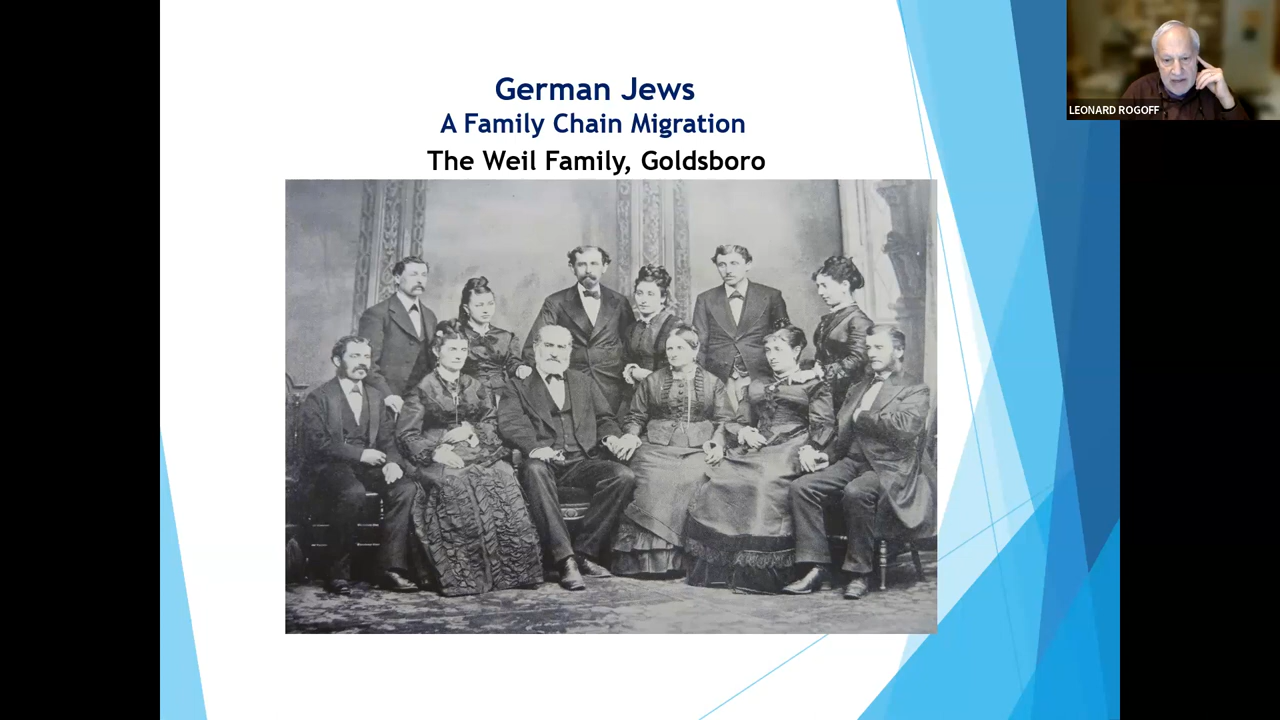 German Jews
A Family Chain Migration
The Weil Family, Goldsboro
LEONARD ROGOFF